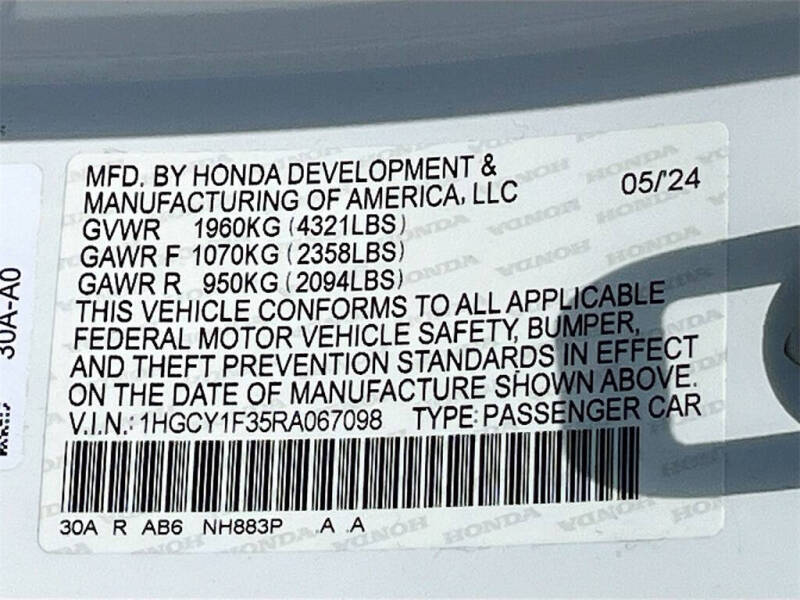 MFD. BY HONDA DEVELOPMENT &
MANUFACTURING OF AMERICA, LLC 05/'24
GVWR 1960KG (4321LBS)
GAWR F 1070KG (2358LBS)
GAWR R 950KG (2094LBS)
THIS VEHICLE CONFORMS TO ALL APPLICABLE
FEDERAL MOTOR VEHICLE SAFETY, BUMPER,
AND THEFT PREVENTION STANDARDS IN EFFECT
ON THE DATE OF MANUFACTURE SHOWN ABOVE.
V.I.N.: 1HGCY1F35RA067098 TYPE: PASSENGER CAR
30A R AB6 NH883P .A .A
30A-A0
HONDA